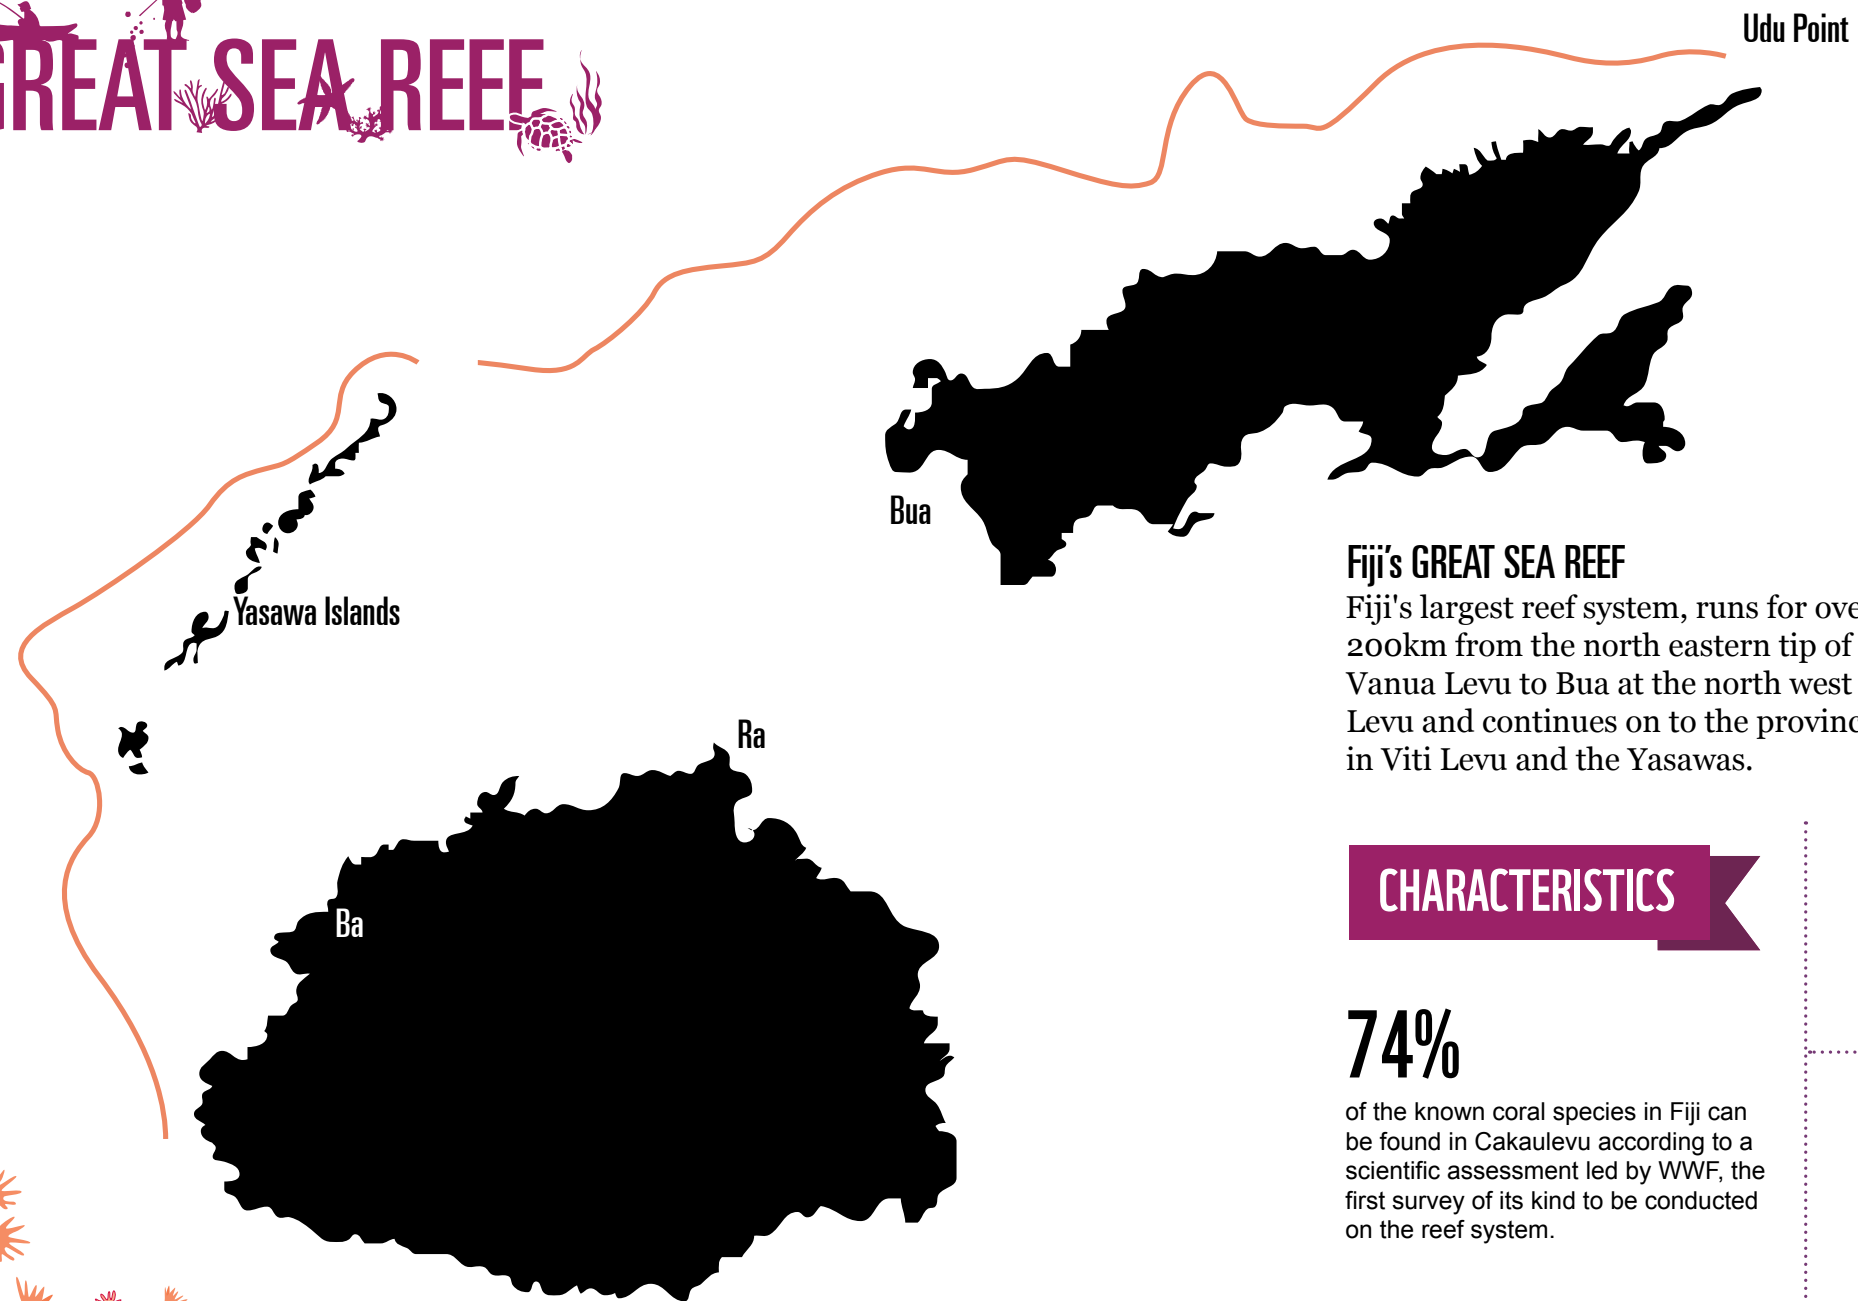 GREAT SEA REEF
Udu Point
Bua
Yasawa Islands
Ra
Ba
Fiji's GREAT SEA REEF
Fiji's largest reef system, runs for ove
200km from the north eastern tip of
Vanua Levu to Bua at the north west
Levu and continues on to the provinc
in Viti Levu and the Yasawas.
CHARACTERISTICS
74%
of the known coral species in Fiji can
be found in Cakaulevu according to a
scientific assessment led by WWF, the
first survey of its kind to be conducted
on the reef system.